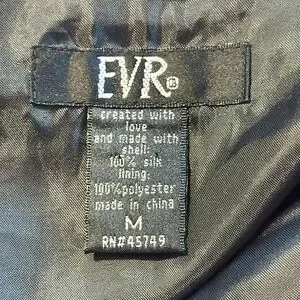 EVR®
created with
love
and made with
shell:
100% silk
lining:
100%polyester
made in china
M
RN#45749